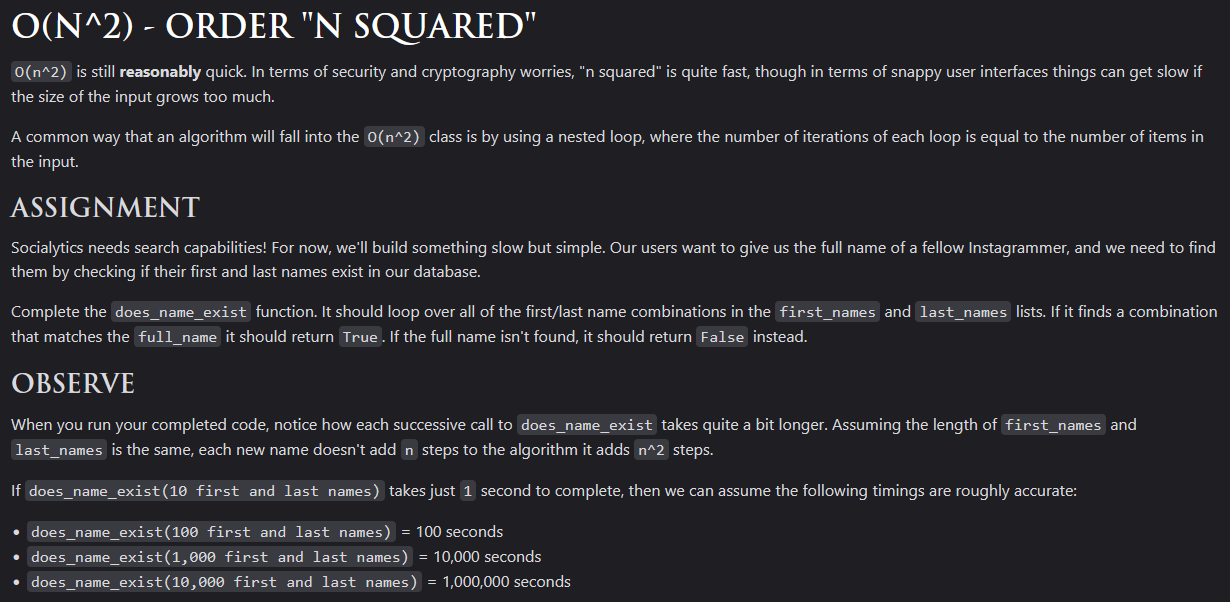 O(N^2) - ORDER "N SQUARED"
O(n^2) is still reasonably quick. In terms of security and cryptography worries, "n squared" is quite fast, though in terms of snappy user interfaces things can get slow if
the size of the input grows too much.
A common way that an algorithm will fall into the O(n^2) class is by using a nested loop, where the number of iterations of each loop is equal to the number of items in
the input.
ASSIGNMENT
Socialytics needs search capabilities! For now, we'll build something slow but simple. Our users want to give us the full name of a fellow Instagrammer, and we need to find
them by checking if their first and last names exist in our database.
Complete the does_name_exist function. It should loop over all of the first/last name combinations in the first_names and last_names lists. If it finds a combination
that matches the full_name it should return True. If the full name isn't found, it should return False instead.
OBSERVE
When you run your completed code, notice how each successive call to does_name_exist takes quite a bit longer. Assuming the length of first_names and
last_names is the same, each new name doesn't add n steps to the algorithm it adds n^2 steps.
If does_name_exist(10 first and last names) takes just 1 second to complete, then we can assume the following timings are roughly accurate:
• does_name_exist(100 first and last names) = 100 seconds
• does_name_exist(1,000 first and last names) = 10,000 seconds
• does_name_exist(10,000 first and last names) = 1,000,000 seconds